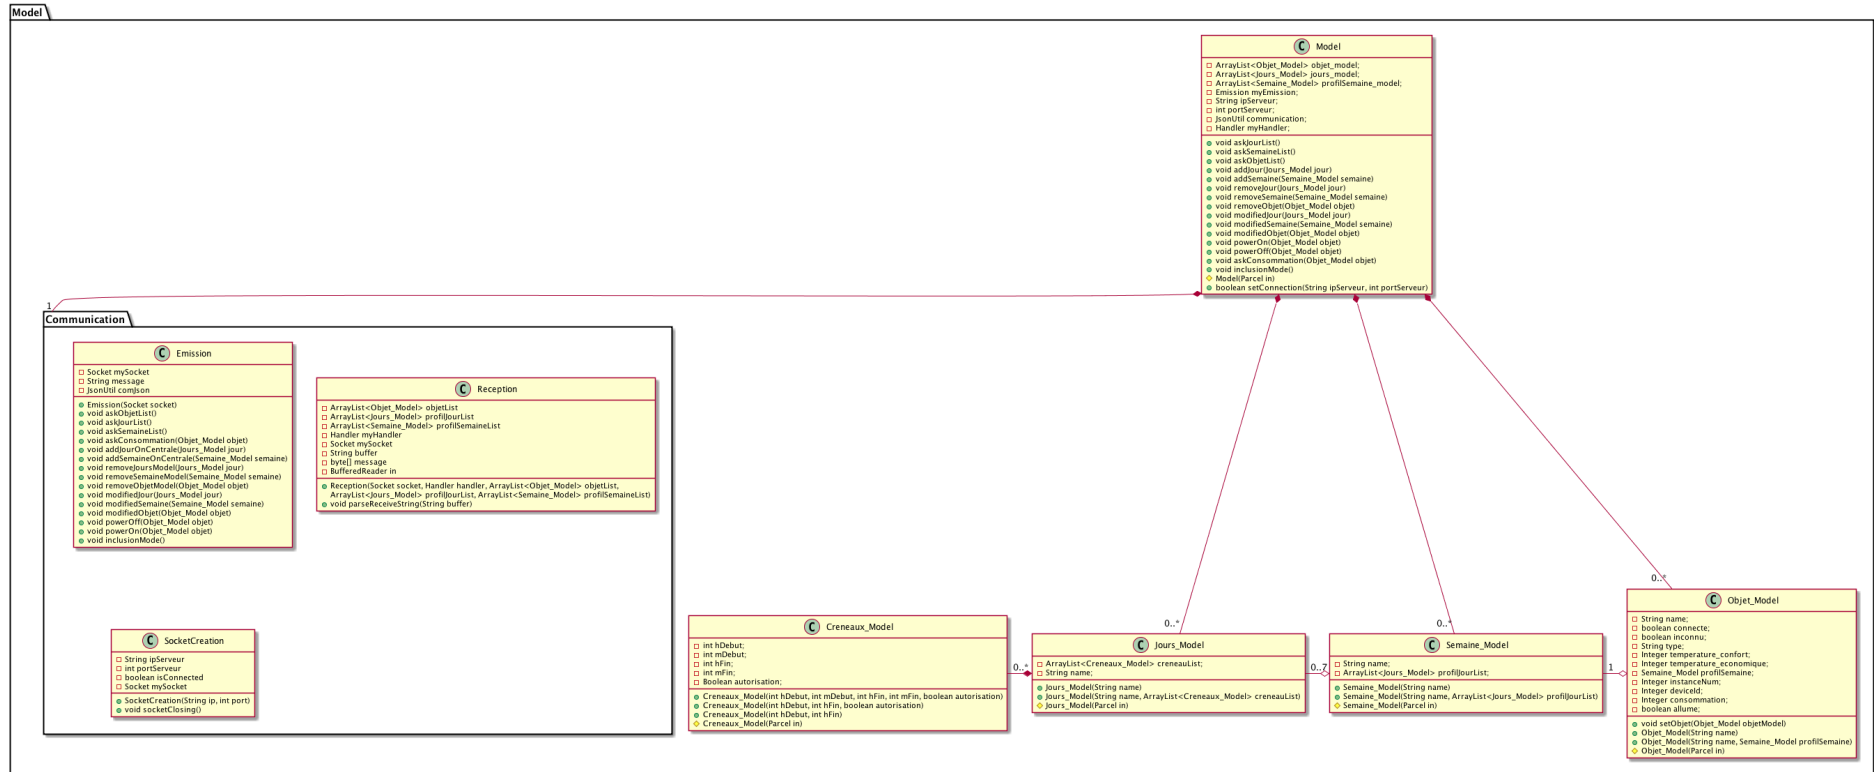 Model
C Model
ArrayList<Objet_Model> objet_model;
ArrayList<Jours_Model> jours_model;
ArrayList<Semaine_Model> profilSemaine_model;
Emission myEmission;
String ipServeur;
int portServeur;
JsonUtil communication;
Handler myHandler;
void askJourList()
void askSemaineList()
void askObjetList()
void addJour(Jours_Model jour)
void addSemaine(Semaine_Model semaine)
void removeJour(Jours_Model jour)
void removeSemaine(Semaine_Model semaine)
void removeObjet(Objet_Model objet)
void modifiedJour(Jours_Model jour)
void modifiedSemaine(Semaine_Model semaine)
void modifiedObjet(Objet_Model objet)
void powerOn(Objet_Model objet)
void powerOff(Objet_Model objet)
void askConsommation(Objet_Model objet)
void inclusionMode()
Model(Parcel in)
boolean setConnection(String ipServeur, int portServeur)
1
Communication
C Emission
Socket mySocket
String message
JsonUtil comJson
Emission(Socket socket)
void askObjetList()
void askJourList()
void askSemaineList()
void askConsommation(Objet_Model objet)
void addJourOnCentrale(Jours_Model jour)
void addSemaineOnCentrale(Semaine_Model semaine)
void removeJoursModel(Jours_Model jour)
void removeSemaineModel(Semaine_Model semaine)
void removeObjetModel(Objet_Model objet)
void modifiedJour(Jours_Model jour)
void modifiedSemaine(Semaine_Model semaine)
void modifiedObjet(Objet_Model objet)
void powerOff(Objet_Model objet)
void powerOn(Objet_Model objet)
void inclusionMode()
C Reception
ArrayList<Objet_Model> objetList
ArrayList<Jours_Model> profilJourList
ArrayList<Semaine_Model> profilSemaineList
Handler myHandler
Socket mySocket
String buffer
byte[] message
BufferedReader in
Reception(Socket socket, Handler handler, ArrayList<Objet_Model> objetList,
ArrayList<Jours_Model> profilJourList, ArrayList<Semaine_Model> profilSemaineList)
void parseReceiveString(String buffer)
C SocketCreation
String ipServeur
int portServeur
boolean isConnected
Socket mySocket
SocketCreation(String ip, int port)
void socketClosing()
C Creneaux_Model
int hDebut;
int mDebut;
int hFin;
int mFin;
Boolean autorisation;
Creneaux_Model(int hDebut, int mDebut, int hFin, int mFin, boolean autorisation)
Creneaux_Model(int hDebut, int hFin, boolean autorisation)
Creneaux_Model(int hDebut, int hFin)
Creneaux_Model(Parcel in)
0..*
0..*
C Jours_Model
ArrayList<Creneaux_Model> creneauList;
String name;
Jours_Model(String name)
Jours_Model(String name, ArrayList<Creneaux_Model> creneauList)
Jours_Model(Parcel in)
0..7
0..*
C Semaine_Model
String name;
ArrayList<Jours_Model> profilJourList;
Semaine_Model(String name)
Semaine_Model(String name, ArrayList<Jours_Model> profilJourList)
Semaine_Model(Parcel in)
1
0..*
C Objet_Model
String name;
boolean connecte;
boolean inconnu;
String type;
Integer temperature_confort;
Integer temperature_economique;
Semaine_Model profilSemaine;
Integer instanceNum;
Integer deviceId;
Integer consommation;
boolean allume;
void setObjet(Objet_Model objetModel)
Objet_Model(String name)
Objet_Model(String name, Semaine_Model profilSemaine)
Objet_Model(Parcel in)